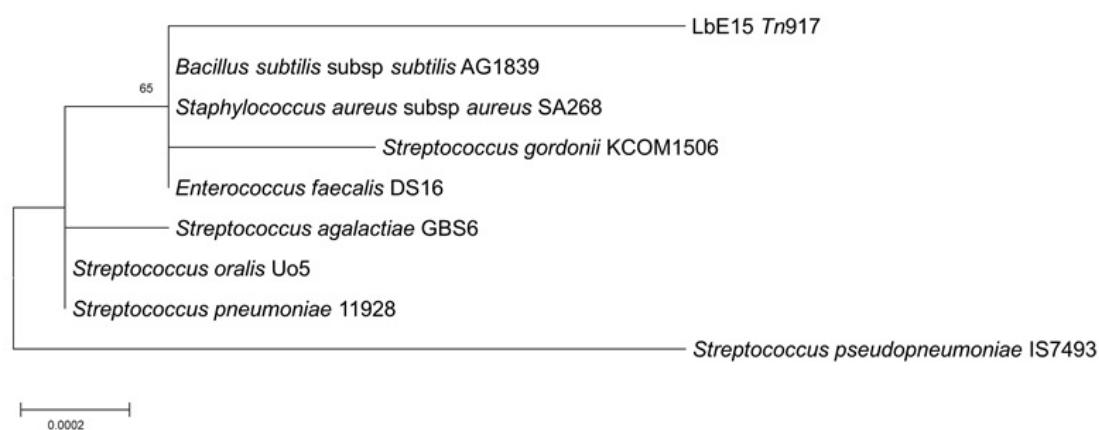 LbE15 Tn917
Bacillus subtilis subsp subtilis AG1839
65
Staphylococcus aureus subsp aureus SA268
Streptococcus gordonii KCOM1506
Enterococcus faecalis DS16
Streptococcus agalactiae GBS6
Streptococcus oralis Uo5
Streptococcus pneumoniae 11928
Streptococcus pseudopneumoniae IS7493
0.0002